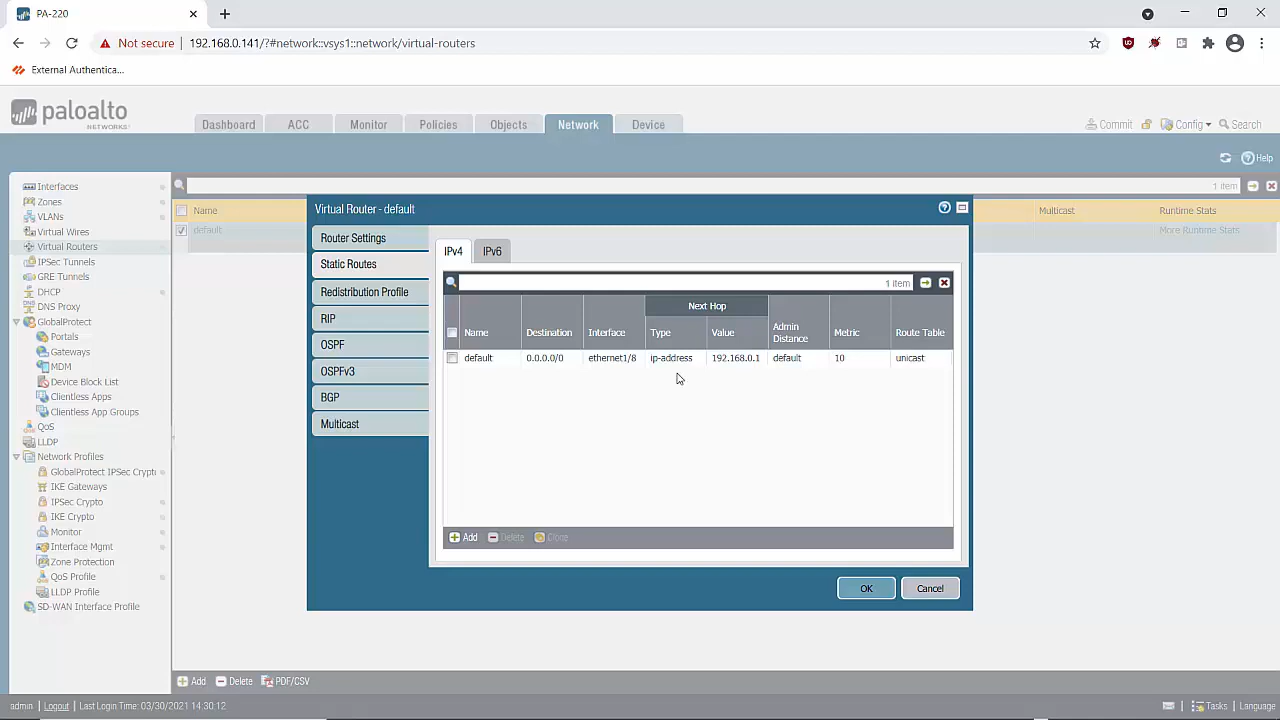 PA-220
Not secure
192.168.0.141/?#network::vsys1::network/virtual-routers
External Authentica...
paloalto
NETWORKS
Dashboard
ACC
Monitor
Policies
Objects
Network
Device
Commit
Config
Search
Help
Interfaces
Zones
VLANs
Virtual Wires
Virtual Routers
IPSec Tunnels
GRE Tunnels
DHCP
DNS Proxy
GlobalProtect
Portals
Gateways
MDM
Device Block List
Clientless Apps
Clientless App Groups
QoS
LLDP
Network Profiles
GlobalProtect IPSec Crypto
IKE Gateways
IPSec Crypto
IKE Crypto
Monitor
Interface Mgmt
Zone Protection
QoS Profile
LLDP Profile
SD-WAN Interface Profile
1 item
Name
Multicast
Runtime Stats
default
More Runtime Stats
Virtual Router - default
Router Settings
Static Routes
Redistribution Profile
RIP
OSPF
OSPFv3
BGP
Multicast
IPv4
IPv6
1 item
Next Hop
Name
Destination
Interface
Type
Value
Admin
Distance
Metric
Route Table
default
0.0.0.0/0
ethernet1/8
ip-address
192.168.0.1
default
10
unicast
Add
Delete
Clone
OK
Cancel
Add
Delete
PDF/CSV
admin
Logout
Last Login Time: 03/30/2021 14:30:12
Tasks
Language